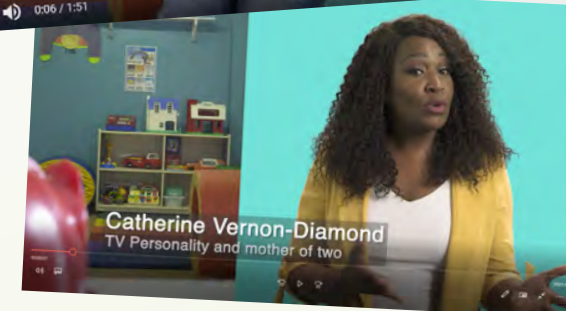 0:06 / 1:51
Catherine Vernon-Diamond
TV Personality and mother of two